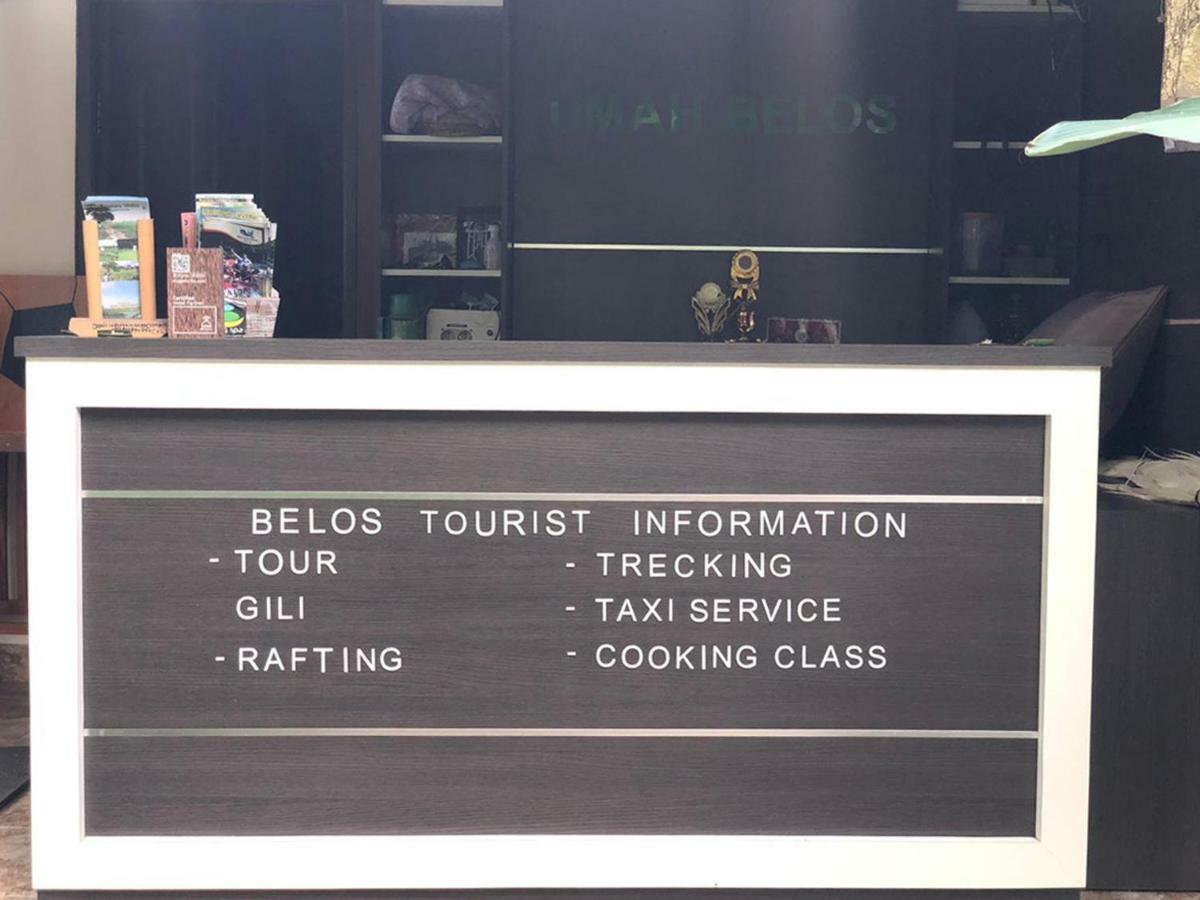 UMAH BELOS
BELOS TOURIST INFORMATION
- TOUR
GILI
- RAFTING
- TRECKING
- TAXI SERVICE
- COOKING CLASS